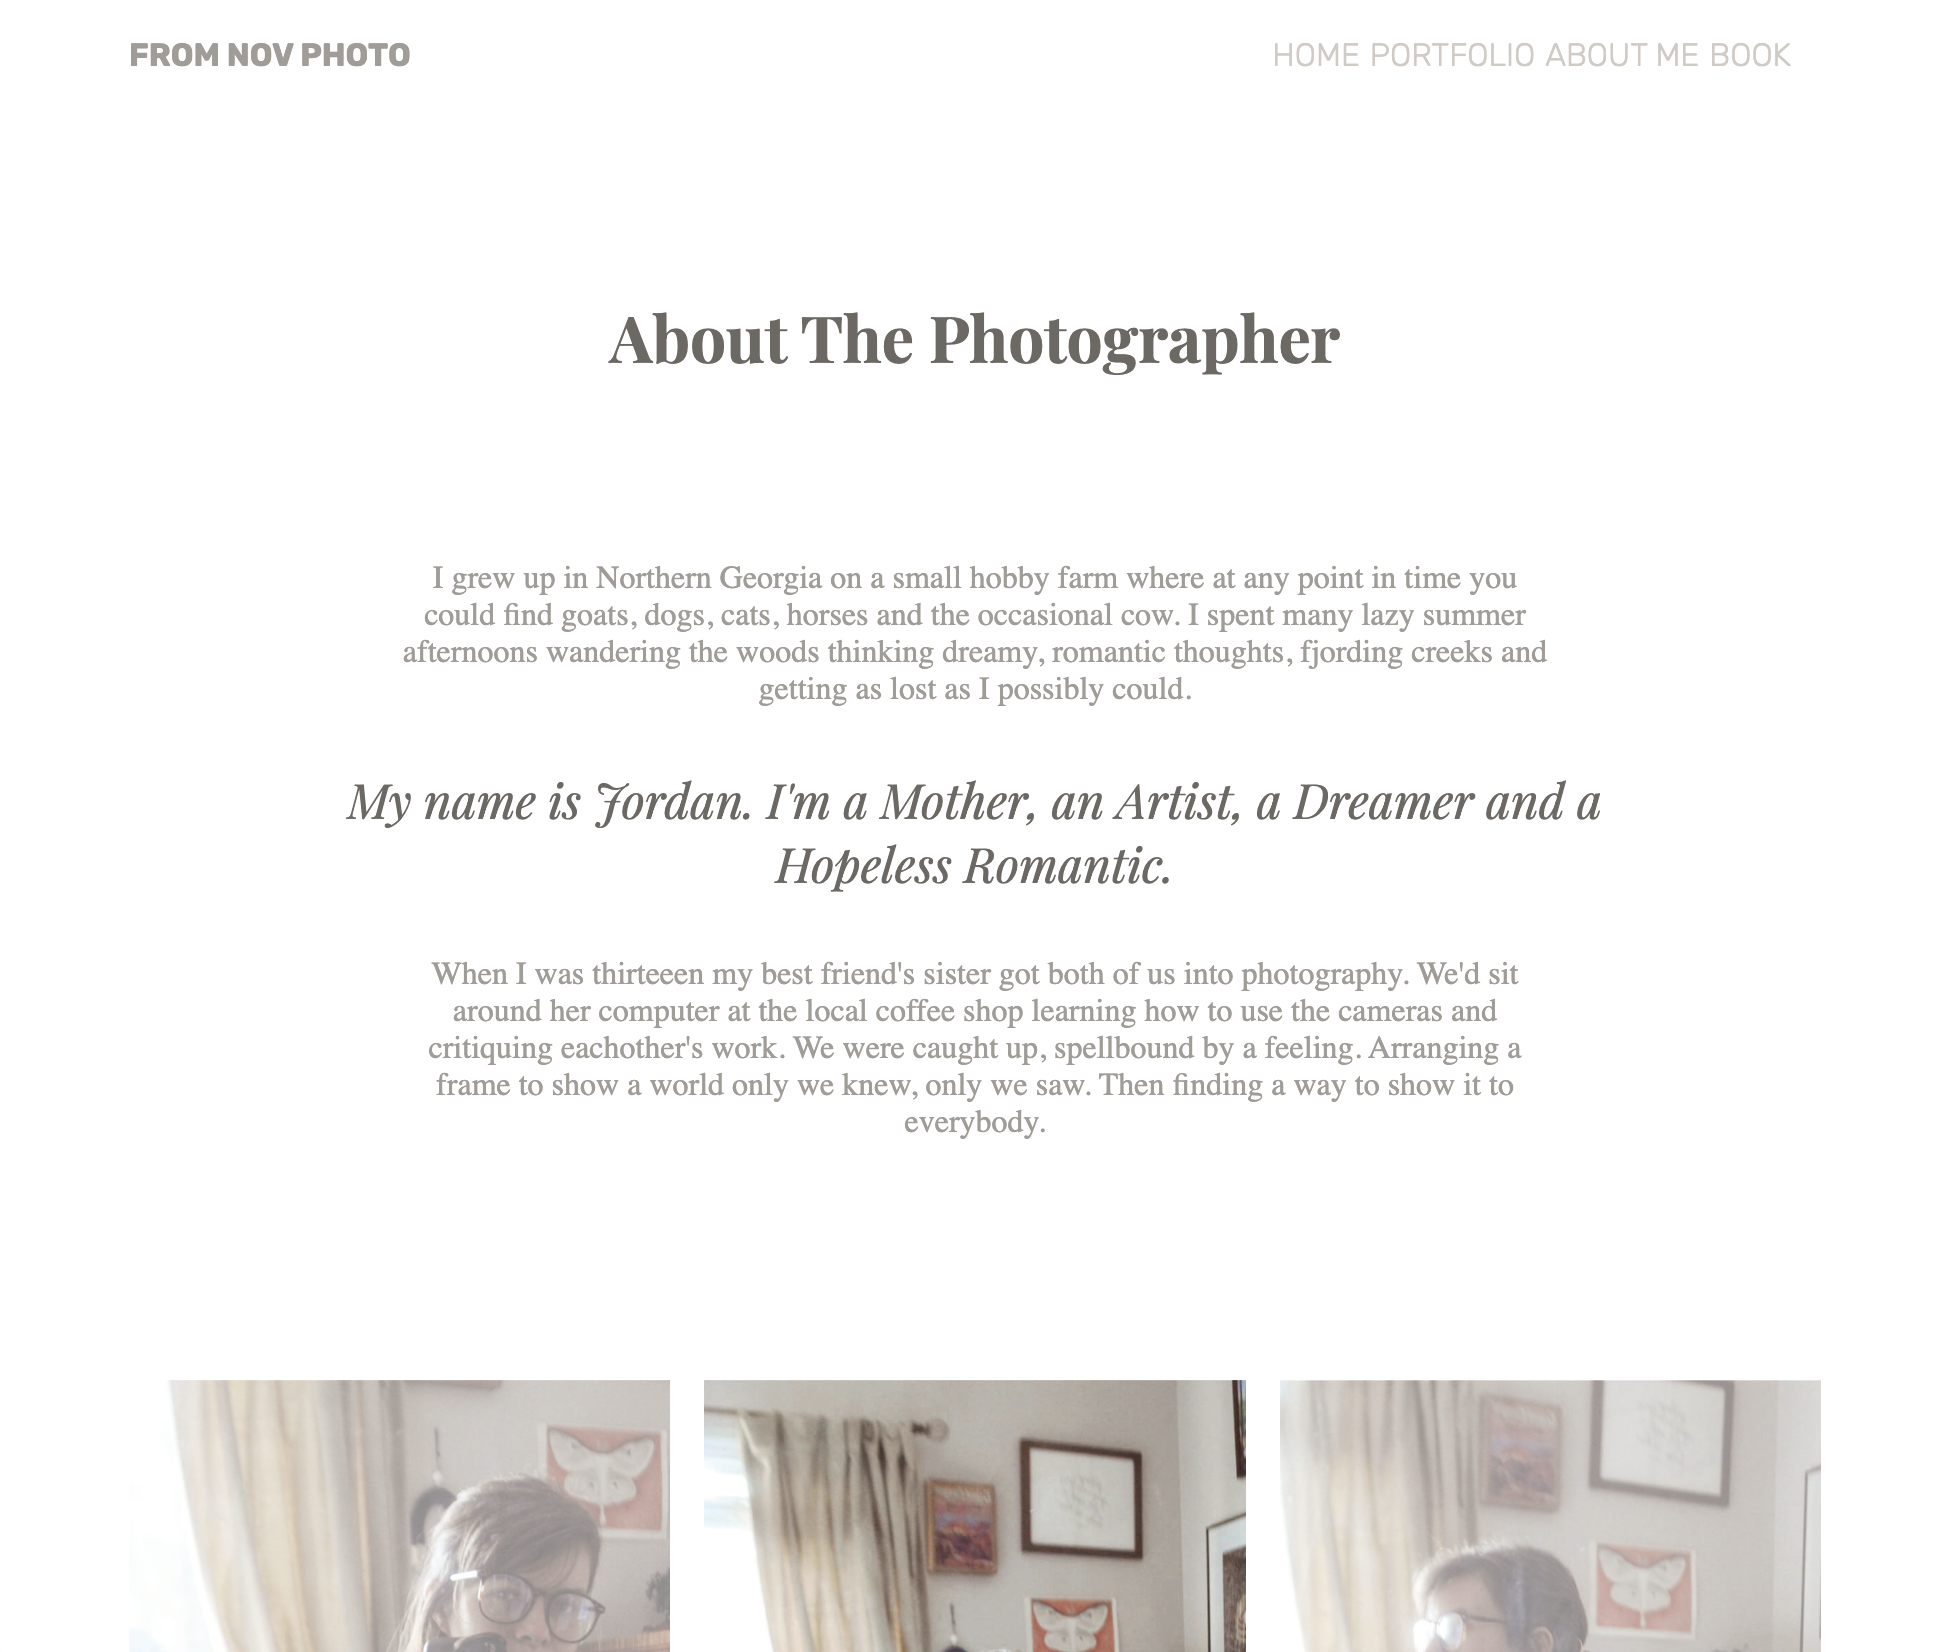 FROM NOV PHOTO
HOME PORTFOLIO ABOUT ME BOOK
About The Photographer
I grew up in Northern Georgia on a small hobby farm where at any point in time you
could find goats, dogs, cats, horses and the occasional cow. I spent many lazy summer
afternoons wandering the woods thinking dreamy, romantic thoughts, fjording creeks and
getting as lost as I possibly could.
My name is Jordan. I'm a Mother, an Artist, a Dreamer and a
Hopeless Romantic.
When I was thirteeen my best friend's sister got both of us into photography. We'd sit
around her computer at the local coffee shop learning how to use the cameras and
critiquing eachother's work. We were caught up, spellbound by a feeling. Arranging a
frame to show a world only we knew, only we saw. Then finding a way to show it to
everybody.